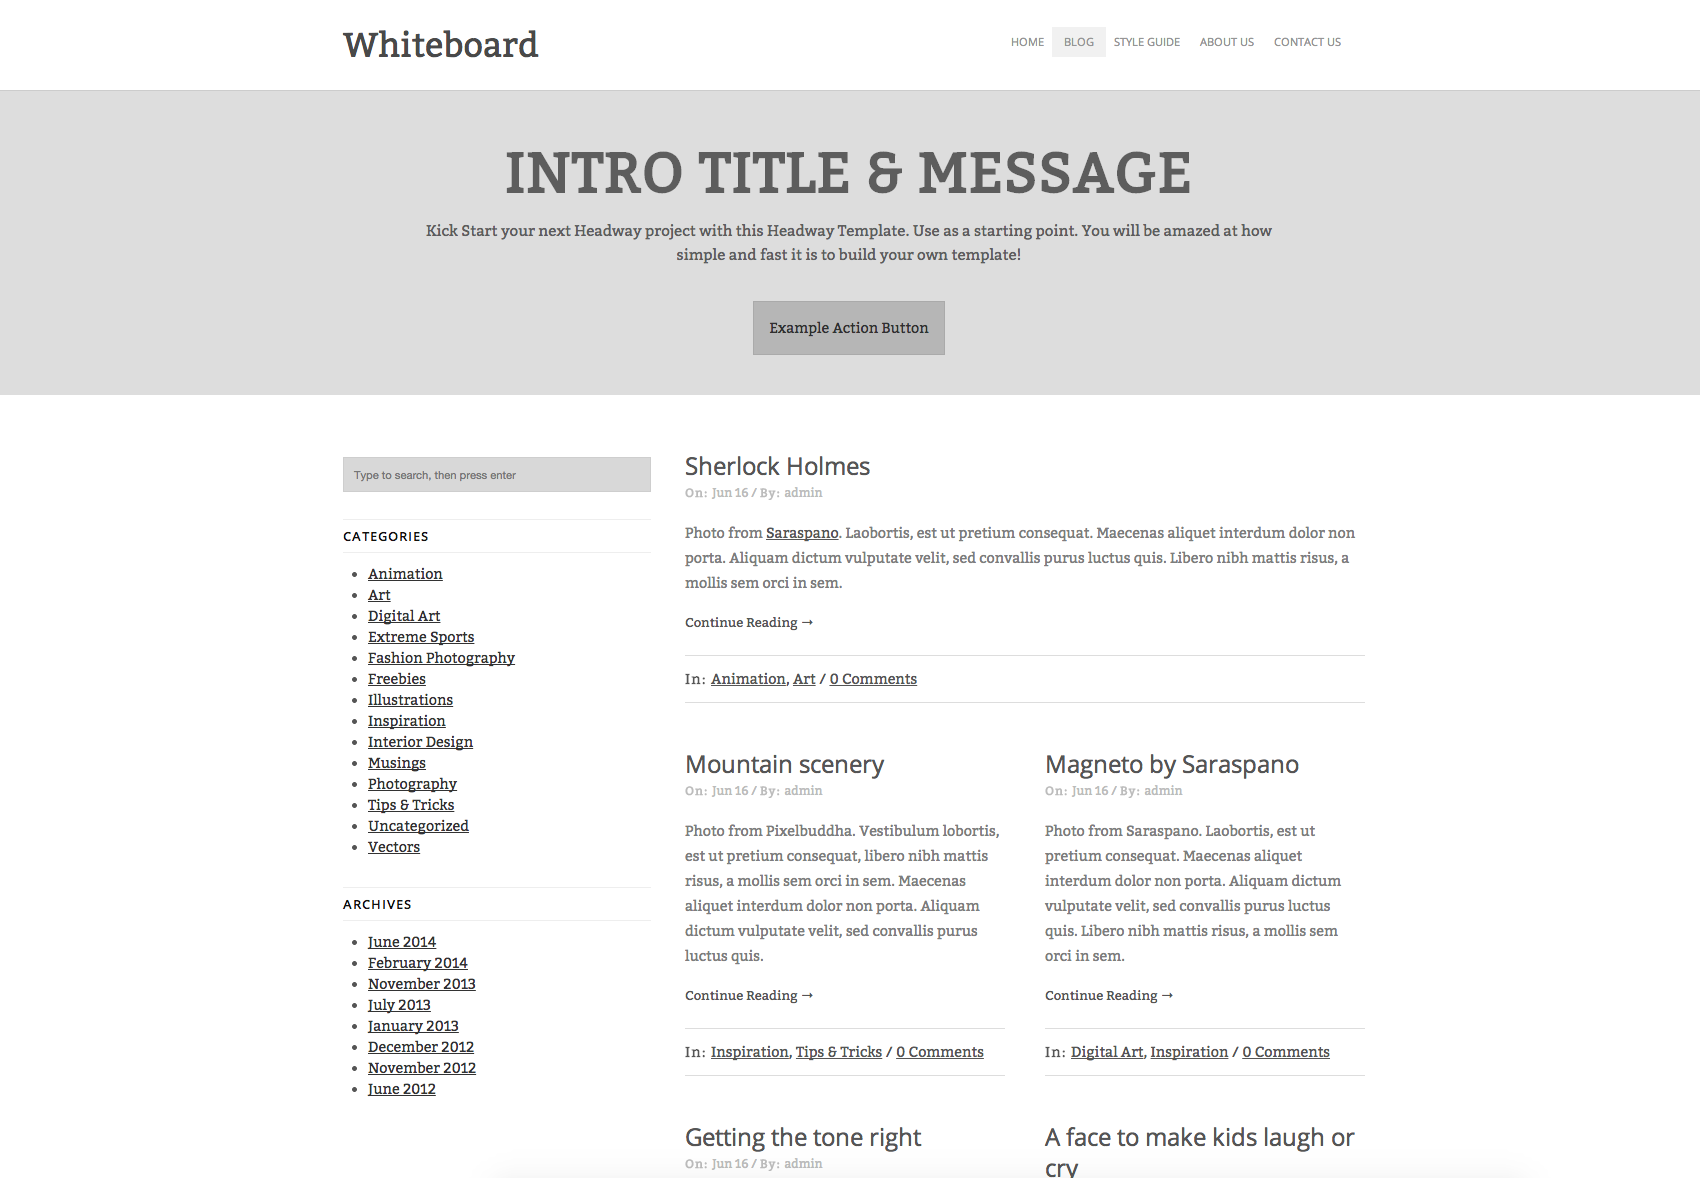 Whiteboard
HOME BLOG STYLE GUIDE ABOUT US CONTACT US
INTRO TITLE & MESSAGE
Kick Start your next Headway project with this Headway Template. Use as a starting point. You will be amazed at how
simple and fast it is to build your own template!
Example Action Button
Type to search, then press enter
CATEGORIES
Animation
Art
Digital Art
Extreme Sports
Fashion Photography
Freebies
Illustrations
Inspiration
Interior Design
Musings
Photography
Tips & Tricks
Uncategorized
Vectors
ARCHIVES
June 2014
February 2014
November 2013
July 2013
January 2013
December 2012
November 2012
June 2012
Sherlock Holmes
On: Jun 16 / By: admin
Photo from Saraspano. Laobortis, est ut pretium consequat. Maecenas aliquet interdum dolor non
porta. Aliquam dictum vulputate velit, sed convallis purus luctus quis. Libero nibh mattis risus, a
mollis sem orci in sem.
Continue Reading →
In: Animation, Art / 0 Comments
Mountain scenery
On: Jun 16 / By: admin
Photo from Pixelbuddha. Vestibulum lobortis,
est ut pretium consequat, libero nibh mattis
risus, a mollis sem orci in sem. Maecenas
aliquet interdum dolor non porta. Aliquam
dictum vulputate velit, sed convallis purus
luctus quis.
Continue Reading →
In: Inspiration, Tips & Tricks / 0 Comments
Magneto by Saraspano
On: Jun 16 / By: admin
Photo from Saraspano. Laobortis, est ut
pretium consequat. Maecenas aliquet
interdum dolor non porta. Aliquam dictum
vulputate velit, sed convallis purus luctus
quis. Libero nibh mattis risus, a mollis sem
orci in sem.
Continue Reading →
In: Digital Art, Inspiration / 0 Comments
Getting the tone right
On: Jun 16 / By: admin
A face to make kids laugh or
cry